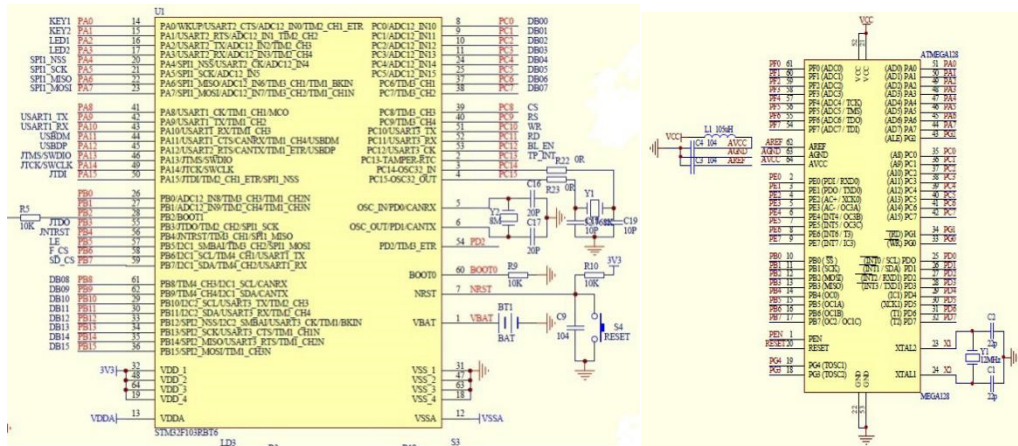 U1
KEY1 PA0 14 PA0/WKUP/USART2_CTS/ADC12_IN0/TIM2_CH1_ETR PC0/ADC12_IN10 8 PC0 DB00
KEY2 PA1 15 PA1/USART2_RTS/ADC12_IN1_TIM2_CH2 PC1/ADC12_IN11 9 PC1 DB01
LED1 PA2 16 PA2/USART2_TX/ADC12_IN2/TIM2_CH3 PC2/ADC12_IN12 10 PC2 DB02
LED2 PA3 17 PA3/USART2_RX/ADC12_IN3/TIM2_CH4 PC3/ADC12_IN13 11 PC3 DB03
SPI1_NSS PA4 20 PA4/SPI1_NSS/USART2_CK/ADC12_IN4 PC4/ADC12_IN14 24 PC4 DB04
SPI1_SCK PA5 21 PA5/SPI1_SCK/ADC12_IN5 PC5/ADC12_IN15 25 PC5 DB05
SPI1_MISO PA6 22 PA6/SPI1_MISO/ADC12_IN6/TIM3_CH1/TIM1_BKIN PC6/TIM3_CH1 37 PC6 DB06
SPI1_MOSI PA7 23 PA7/SPI1_MOSI/ADC12_IN7/TIM3_CH2/TIM1_CH1N PC7/TIM3_CH2 38 PC7 DB07
PA8 41 PA8/USART1_CK/TIM1_CH1/MCO PC8/TIM3_CH3 39 PC8 CS
USART1_TX PA9 42 PA9/USART1_TX/TIM1_CH2 PC9/TIM3_CH4 40 PC9 RS
USART1_RX PA10 43 PA10/USART1_RX/TIM1_CH3 PC10/USART3_TX 51 PC10 WR
USBDM PA11 44 PA11/USART1_CTS/CANRX/TIM1_CH4/USBDM PC11/USART3_RX 52 PC11 RD
USBDP PA12 45 PA12/USART1_RTS/CANTX/TIM1_ETR/USBDP PC12/USART3_CK 53 PC12 BL_EN
JTMS/SWDIO PA13 46 PA13/JTMS/SWDIO PC13-TAMPER-RTC 2 PC13 TP_INT
JTCK/SWCLK PA14 49 PA14/JTCK/SWCLK PC14-OSC32_IN 3 PC14 R22 0R
JTDI PA15 50 PA15/JTDI/TIM2_CH1_ETR/SPI1_NSS PC15-OSC32_OUT 4 PC15 R23 0R
PB0 26 PB0/ADC12_IN8/TIM3_CH3/TIM1_CH2N
PB1 27 PB1/ADC12_IN9/TIM3_CH4/TIM1_CH3N OSC_IN/PD0/CANRX 5 Y2 8M C16 20P Y1
R5 10K PB2 28 PB2/BOOT1
JTDO PB3 55 PB3/JTDO/TIM2_CH2/SPI1_SCK OSC_OUT/PD1/CANTX 6 C17 20P C18 10P C19 10P
JNTRST PB4 56 PB4/JNTRST/TIM3_CH1/SPI1_MISO
LE PB5 57 PB5/I2C1_SMBAI/TIM3_CH2/SPI1_MOSI PD2/TIM3_ETR 54 PD2
F_CS PB6 58 PB6/I2C1_SCL/TIM4_CH1/USART1_TX
SD_CS PB7 59 PB7/I2C1_SDA/TIM4_CH2/USART1_RX
BOOT0 60 BOOT0 R9 10K R10 10K 3V3
DB08 PB8 61 PB8/TIM4_CH3/I2C1_SCL/CANRX
DB09 PB9 62 PB9/TIM4_CH4/I2C1_SDA/CANTX NRST 7 NRST
DB10 PB10 29 PB10/I2C2_SCL/USART3_TX/TIM2_CH3
DB11 PB11 30 PB11/I2C2_SDA/USART3_RX/TIM2_CH4
DB12 PB12 33 PB12/SPI2_NSS/I2C2_SMBAI/USART3_CK/TIM1_BKIN VBAT 1 VBAT BT1 BAT C9 104 S4 RESET
DB13 PB13 34 PB13/SPI2_SCK/USART3_CTS/TIM1_CH1N
DB14 PB14 35 PB14/SPI2_MISO/USART3_RTS/TIM1_CH2N
DB15 PB15 36 PB15/SPI2_MOSI/TIM1_CH3N
3V3 32 VDD_1 VSS_1 31
48 VDD_2 VSS_2 47
64 VDD_3 VSS_3 63
19 VDD_4 VSS_4 18
VDDA 13 VDDA VSSA 12 VSSA
STM32F103RBT6
LD3 S3
VCC
52 21
ATMEGA128
VCC VCC
PF0 61 PF0 (ADC0) (AD0) PA0 51 PA0
PF1 60 PF1 (ADC1) (AD1) PA1 50 PA1
PF2 59 PF2 (ADC2) (AD2) PA2 49 PA2
PF3 58 PF3 (ADC3) (AD3) PA3 48 PA3
PF4 57 PF4 (ADC4 / TCK) (AD4) PA4 47 PA4
PF5 56 PF5 (ADC5 / TMS) (AD5) PA5 46 PA5
PF6 55 PF6 (ADC6 / TDO) (AD6) PA6 45 PA6
PF7 54 PF7 (ADC7 / TDI) (AD7) PA7 44 PA7
(ALE) PG2 43 PG2
L1
VCC C4 104 AVCC AREF 62 AREF
AGND AGND 63 AGND (A8) PC0 35 PC0
C3 104 AREF AVCC 64 AVCC (A9) PC1 36 PC1
(A10) PC2 37 PC2
PE0 2 PE0 (PDI / RXD0) (A11) PC3 38 PC3
PE1 3 PE1 (PDO / TXD0) (A12) PC4 39 PC4
PE2 4 PE2 (AC+ / XCK0) (A13) PC5 40 PC5
PE3 5 PE3 (AC- / OC3A) (A14) PC6 41 PC6
PE4 6 PE4 (INT4 / OC3B) (A15) PC7 42 PC7
PE5 7 PE5 (INT5 / OC3C)
PE6 8 PE6 (INT6 / T3) (RD) PG1 34 PG1
PE7 9 PE7 (INT7 / IC3) (WR) PG0 33 PG0
PB0 10 PB0 (SS) (INT0 / SCL) PD0 25 PD0
PB1 11 PB1 (SCK) (INT1 / SDA) PD1 26 PD1
PB2 12 PB2 (MOSI) (INT2 / RXD1) PD2 27 PD2
PB3 13 PB3 (MISO) (INT3 / TXD1) PD3 28 PD3
PB4 14 PB4 (OC0) (IC1) PD4 29 PD4
PB5 15 PB5 (OC1A) (XCK1) PD5 30 PD5
PB6 16 PB6 (OC1B) (T1) PD6 31 PD6
PB7 17 PB7 (OC2 / OC1C) (T2) PD7 32 PD7
PEN 1 PEN C2 22p
RESET 20 RESET XTAL2 23 X1
Y1 12MHz
PG4 19 PG4 (TOSC1)
PG3 18 PG3 (TOSC2) XTAL1 24 C1 22p
GND GND
MEGA128
22 53